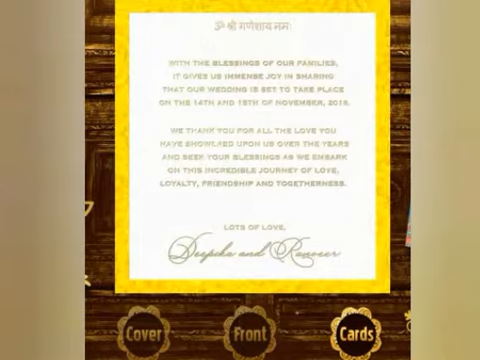 ॐ श्री गणेशाय नमः
WITH THE BLESSINGS OF OUR FAMILIES,
IT GIVES US IMMENSE JOY IN SHARING
THAT OUR WEDDING IS SET TO TAKE PLACE
ON THE 14TH AND 15TH OF NOVEMBER, 2018.
WE THANK YOU FOR ALL THE LOVE YOU
HAVE SHOWERED UPON US OVER THE YEARS
AND SEEK YOUR BLESSINGS AS WE EMBARK
ON THIS INCREDIBLE JOURNEY OF LOVE,
LOYALTY, FRIENDSHIP AND TOGETHERNESS.
LOTS OF LOVE,
Deepika and Ranveer
Cover Front Cards